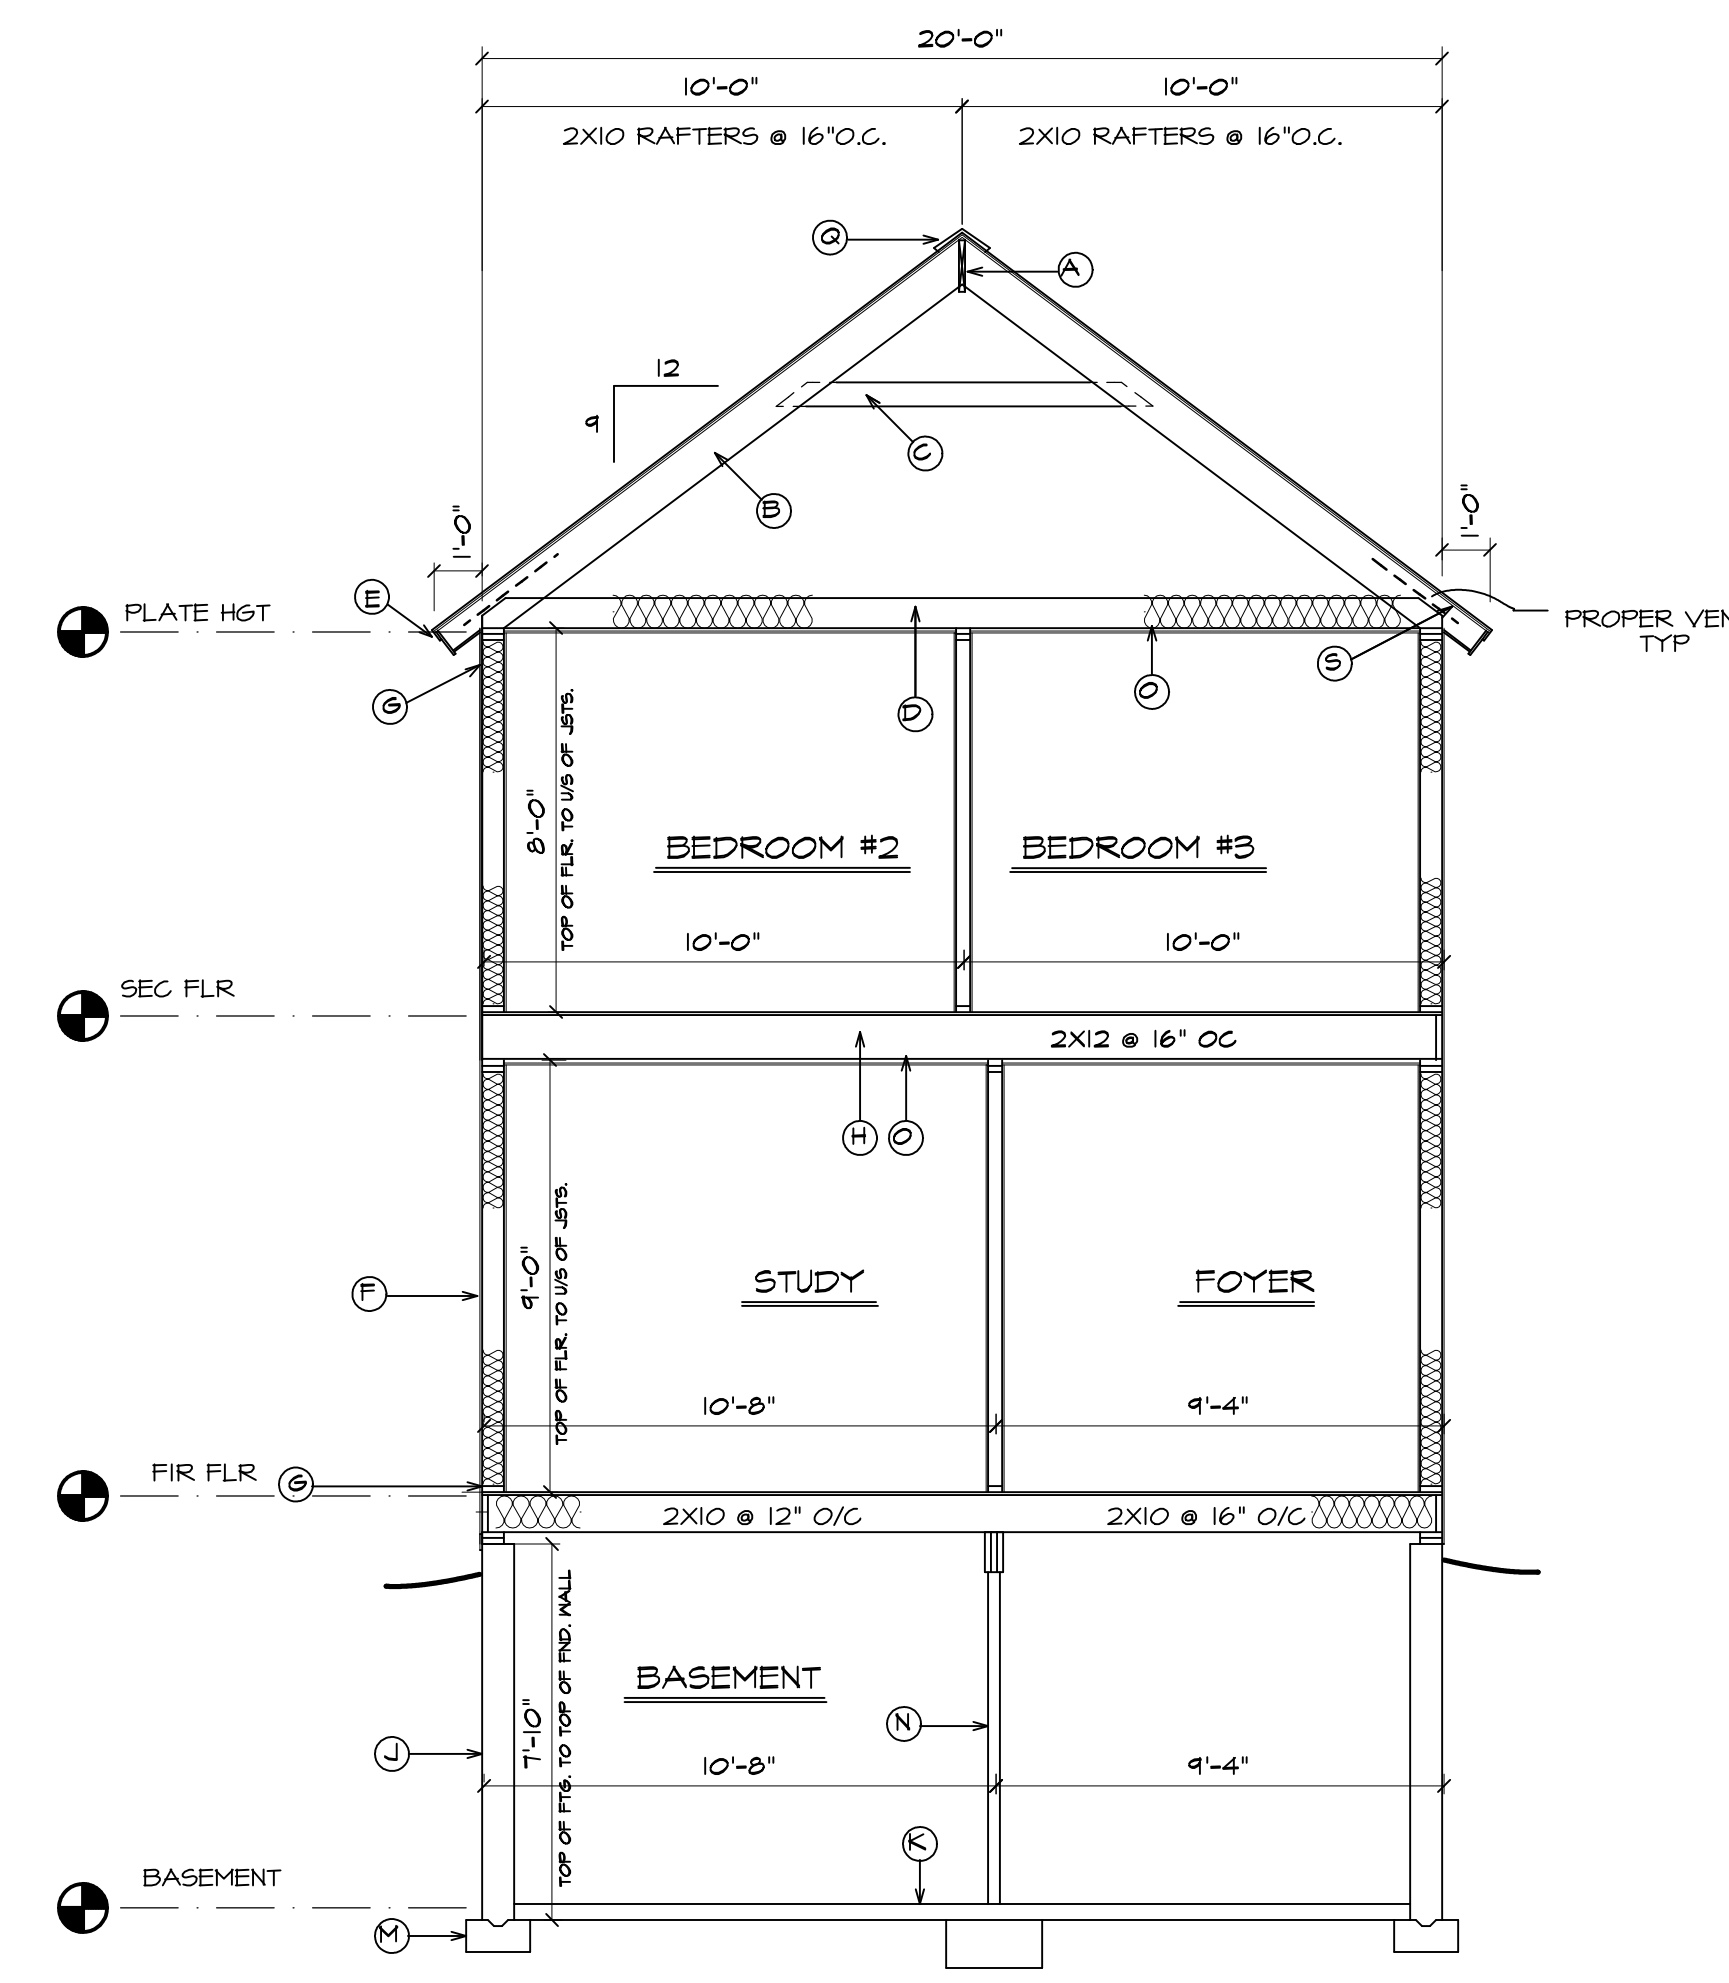 20'-0"
10'-0" 10'-0"
2X10 RAFTERS @ 16"O.C. 2X10 RAFTERS @ 16"O.C.
Q
A
12
9
C
B
1'-0"
1'-0"
E
PLATE HGT
PROPER VEN
TYP
S
G
D
O
8'-0"
TOP OF FLR. TO U/S OF JSTS.
BEDROOM #2 BEDROOM #3
10'-0" 10'-0"
SEC FLR
2X12 @ 16" OC
H O
9'-0"
TOP OF FLR. TO U/S OF JSTS.
F
STUDY FOYER
10'-8" 9'-4"
FIR FLR G
2X10 @ 12" O/C 2X10 @ 16" O/C
7'-10"
TOP OF FTG. TO TOP OF FND. WALL
BASEMENT
N
L
10'-8" 9'-4"
K
BASEMENT
M